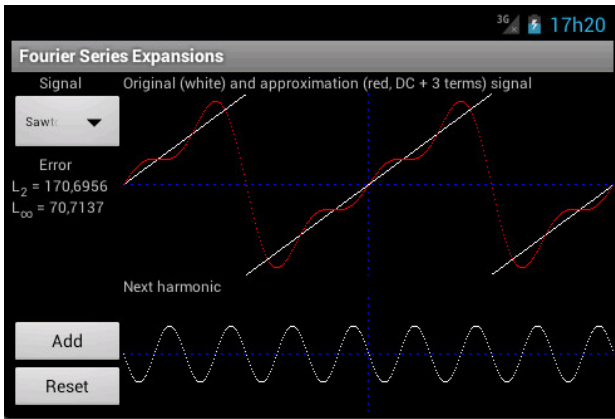 3G 17h20
Fourier Series Expansions
Signal
Original (white) and approximation (red, DC + 3 terms) signal
Sawt
Error
L₂ = 170,6956
L∞ = 70,7137
Next harmonic
Add
Reset